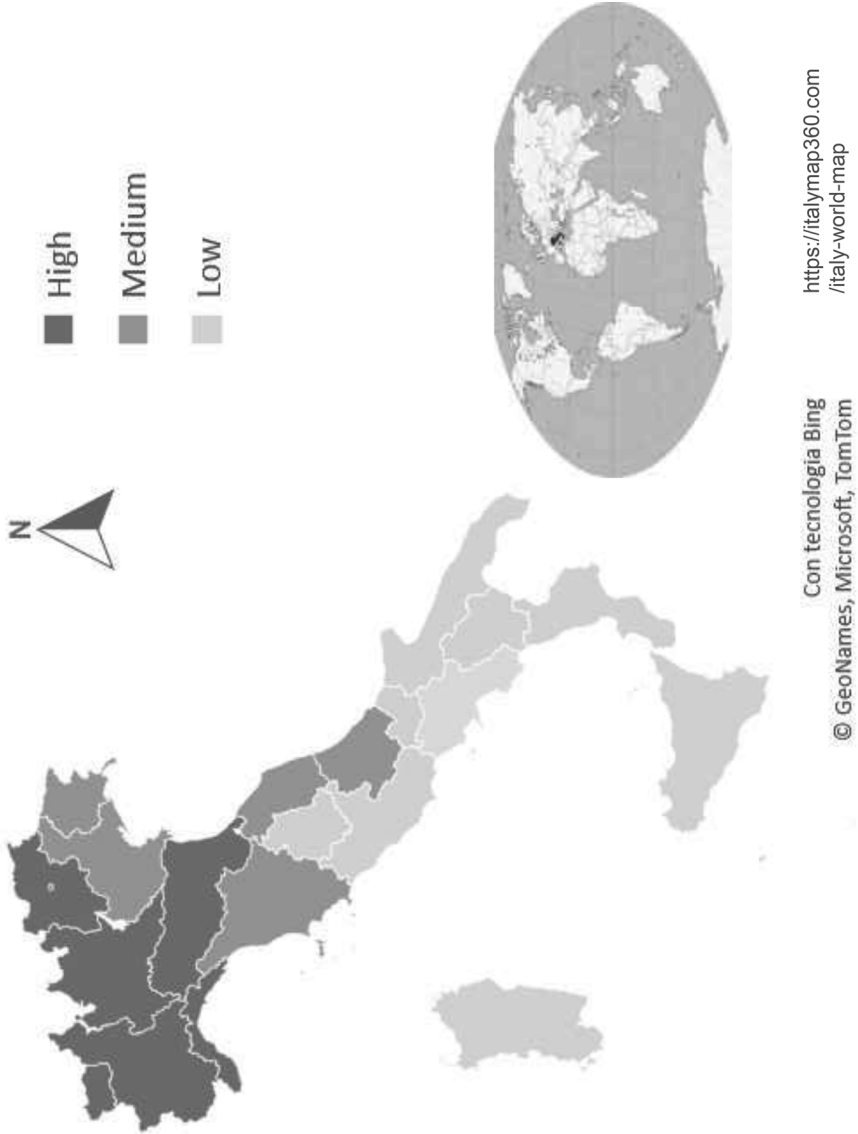 N
High
Medium
Low
Con tecnologia Bing
© GeoNames, Microsoft, TomTom
https://italymap360.com
/italy-world-map